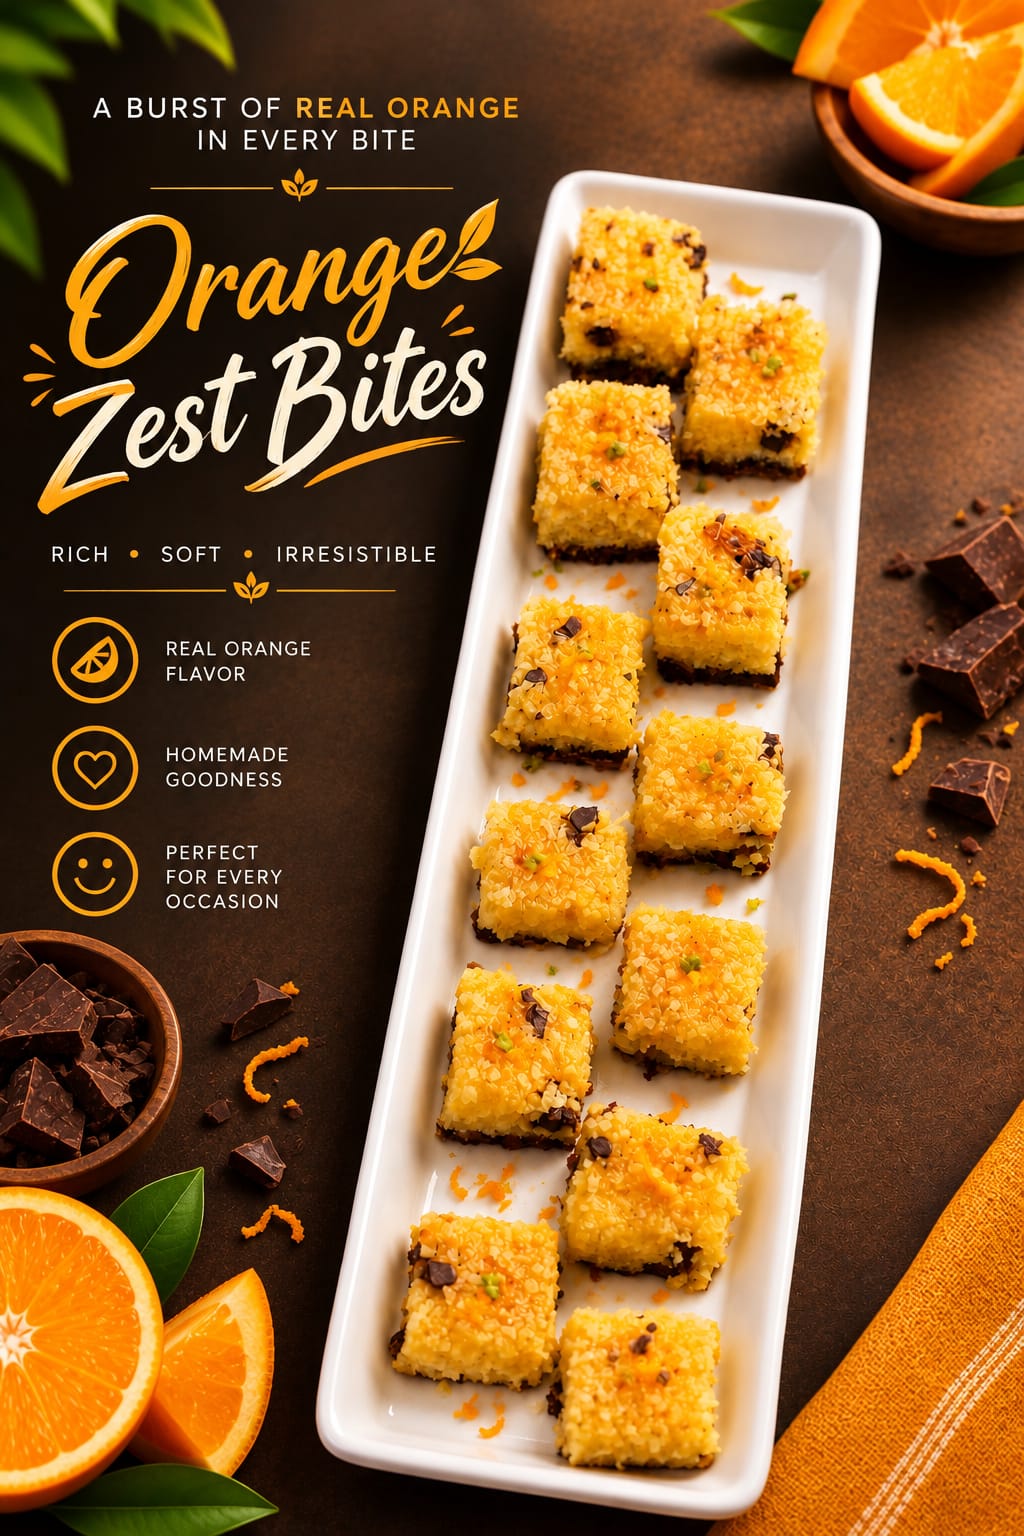 A BURST OF REAL ORANGE
IN EVERY BITE
Orange
Zest Bites
RICH • SOFT • IRRESISTIBLE
REAL ORANGE
FLAVOR
HOMEMADE
GOODNESS
PERFECT
FOR EVERY
OCCASION